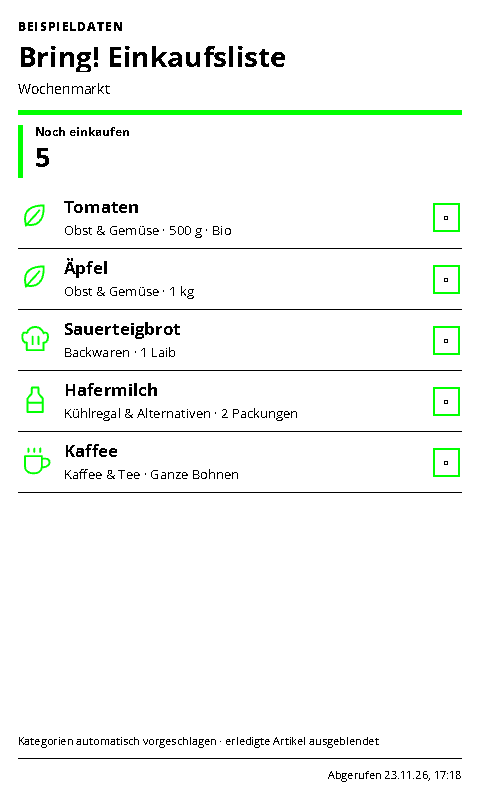 BEISPIELDATEN
Bring! Einkaufsliste
Wochenmarkt
Noch einkaufen
5
Tomaten
Obst & Gemüse · 500 g · Bio
Äpfel
Obst & Gemüse · 1 kg
Sauerteigbrot
Backwaren · 1 Laib
Hafermilch
Kühlregal & Alternativen · 2 Packungen
Kaffee
Kaffee & Tee · Ganze Bohnen
Kategorien automatisch vorgeschlagen · erledigte Artikel ausgeblendet
Abgerufen 23.11.26, 17:18